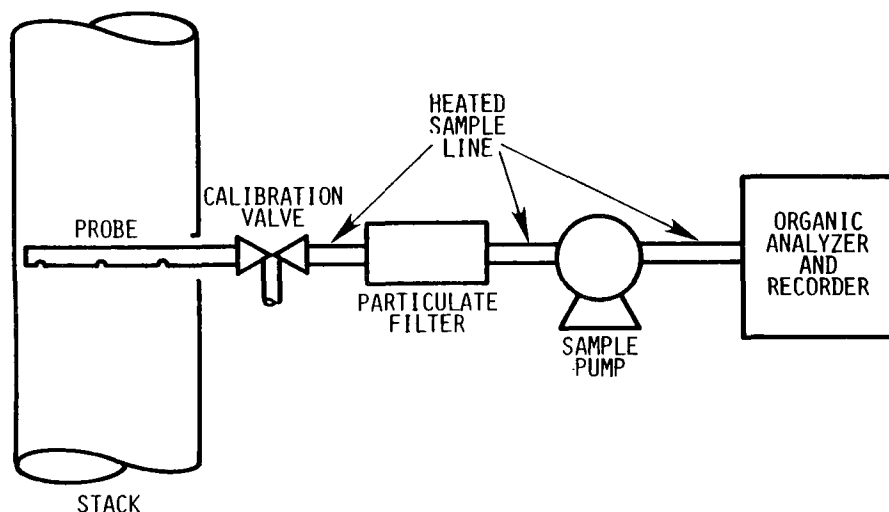 HEATED
SAMPLE
LINE
CALIBRATION
VALVE
PROBE
ORGANIC
ANALYZER
AND
RECORDER
PARTICULATE
FILTER
SAMPLE
PUMP
STACK